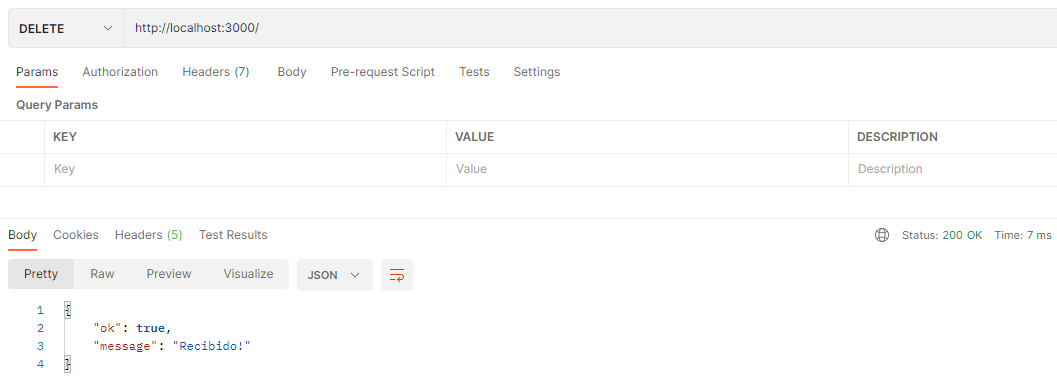 DELETE http://localhost:3000/
Params Authorization Headers (7) Body Pre-request Script Tests Settings
Query Params
KEY VALUE DESCRIPTION
Key Value Description
Body Cookies Headers (5) Test Results Status: 200 OK Time: 7 ms
Pretty Raw Preview Visualize JSON
1 {
2 "ok": true,
3 "message": "Recibido!"
4 }